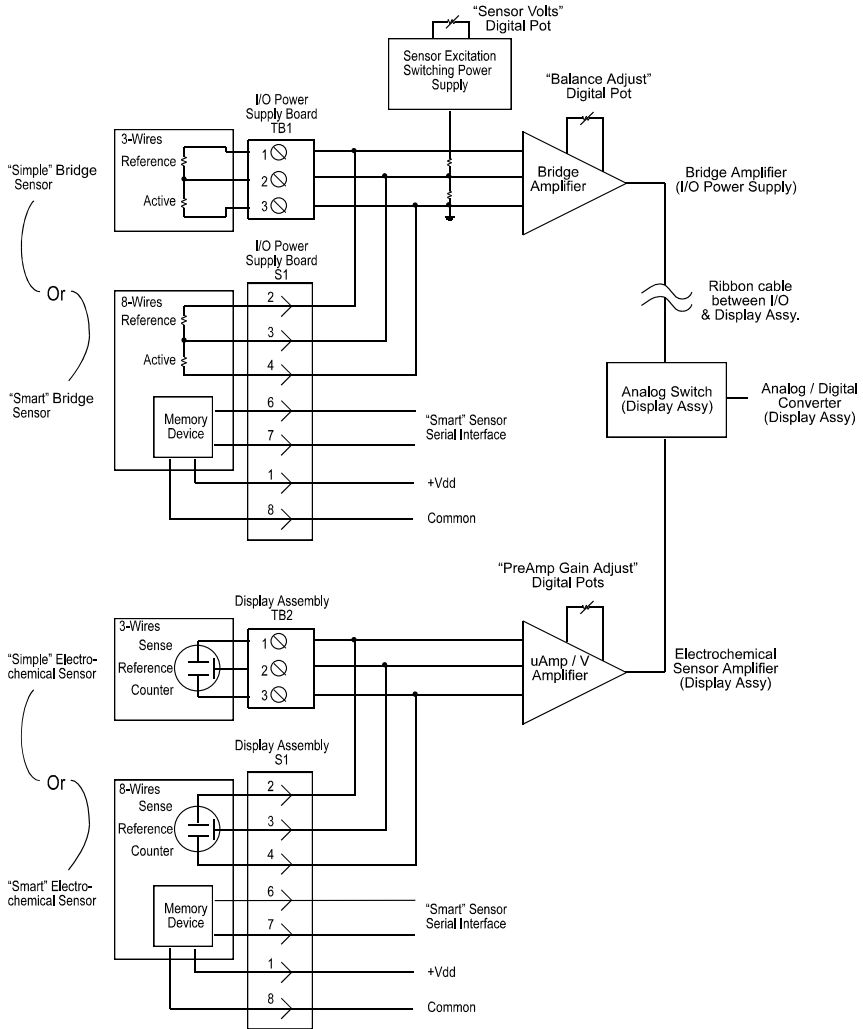 “Sensor Volts”
Digital Pot
Sensor Excitation
Switching Power
Supply
“Balance Adjust”
Digital Pot
I/O Power
Supply Board
TB1
3-Wires
Reference
Active
1
2
3
“Simple” Bridge
Sensor
Bridge
Amplifier
Bridge Amplifier
(I/O Power Supply)
I/O Power
Supply Board
S1
Or
8-Wires
Reference
Active
2
3
4
6
7
1
8
Ribbon cable
between I/O
& Display Assy.
“Smart” Bridge
Sensor
Memory
Device
“Smart” Sensor
Serial Interface
+Vdd
Common
Analog Switch
(Display Assy)
Analog / Digital
Converter
(Display Assy)
“PreAmp Gain Adjust”
Digital Pots
Display Assembly
TB2
3-Wires
Sense
Reference
Counter
1
2
3
“Simple” Electro-
chemical Sensor
uAmp / V
Amplifier
Electrochemical
Sensor Amplifier
(Display Assy)
Display Assembly
S1
Or
8-Wires
Sense
Reference
Counter
2
3
4
6
7
1
8
“Smart” Electro-
chemical Sensor
Memory
Device
“Smart” Sensor
Serial Interface
+Vdd
Common